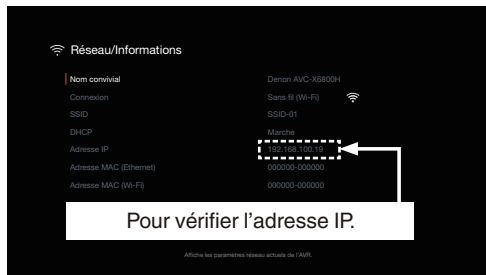 Réseau/Informations
Nom convivial Denon AVC-X6800H
Connexion Sans fil (Wi-Fi)
SSID SSID-01
DHCP Marche
Adresse IP 192.168.100.19
Adresse MAC (Ethernet) 000000-000000
Adresse MAC (Wi-Fi) 000000-000000
Pour vérifier l’adresse IP.
Affiche les paramètres réseau actuels de l'AVR.